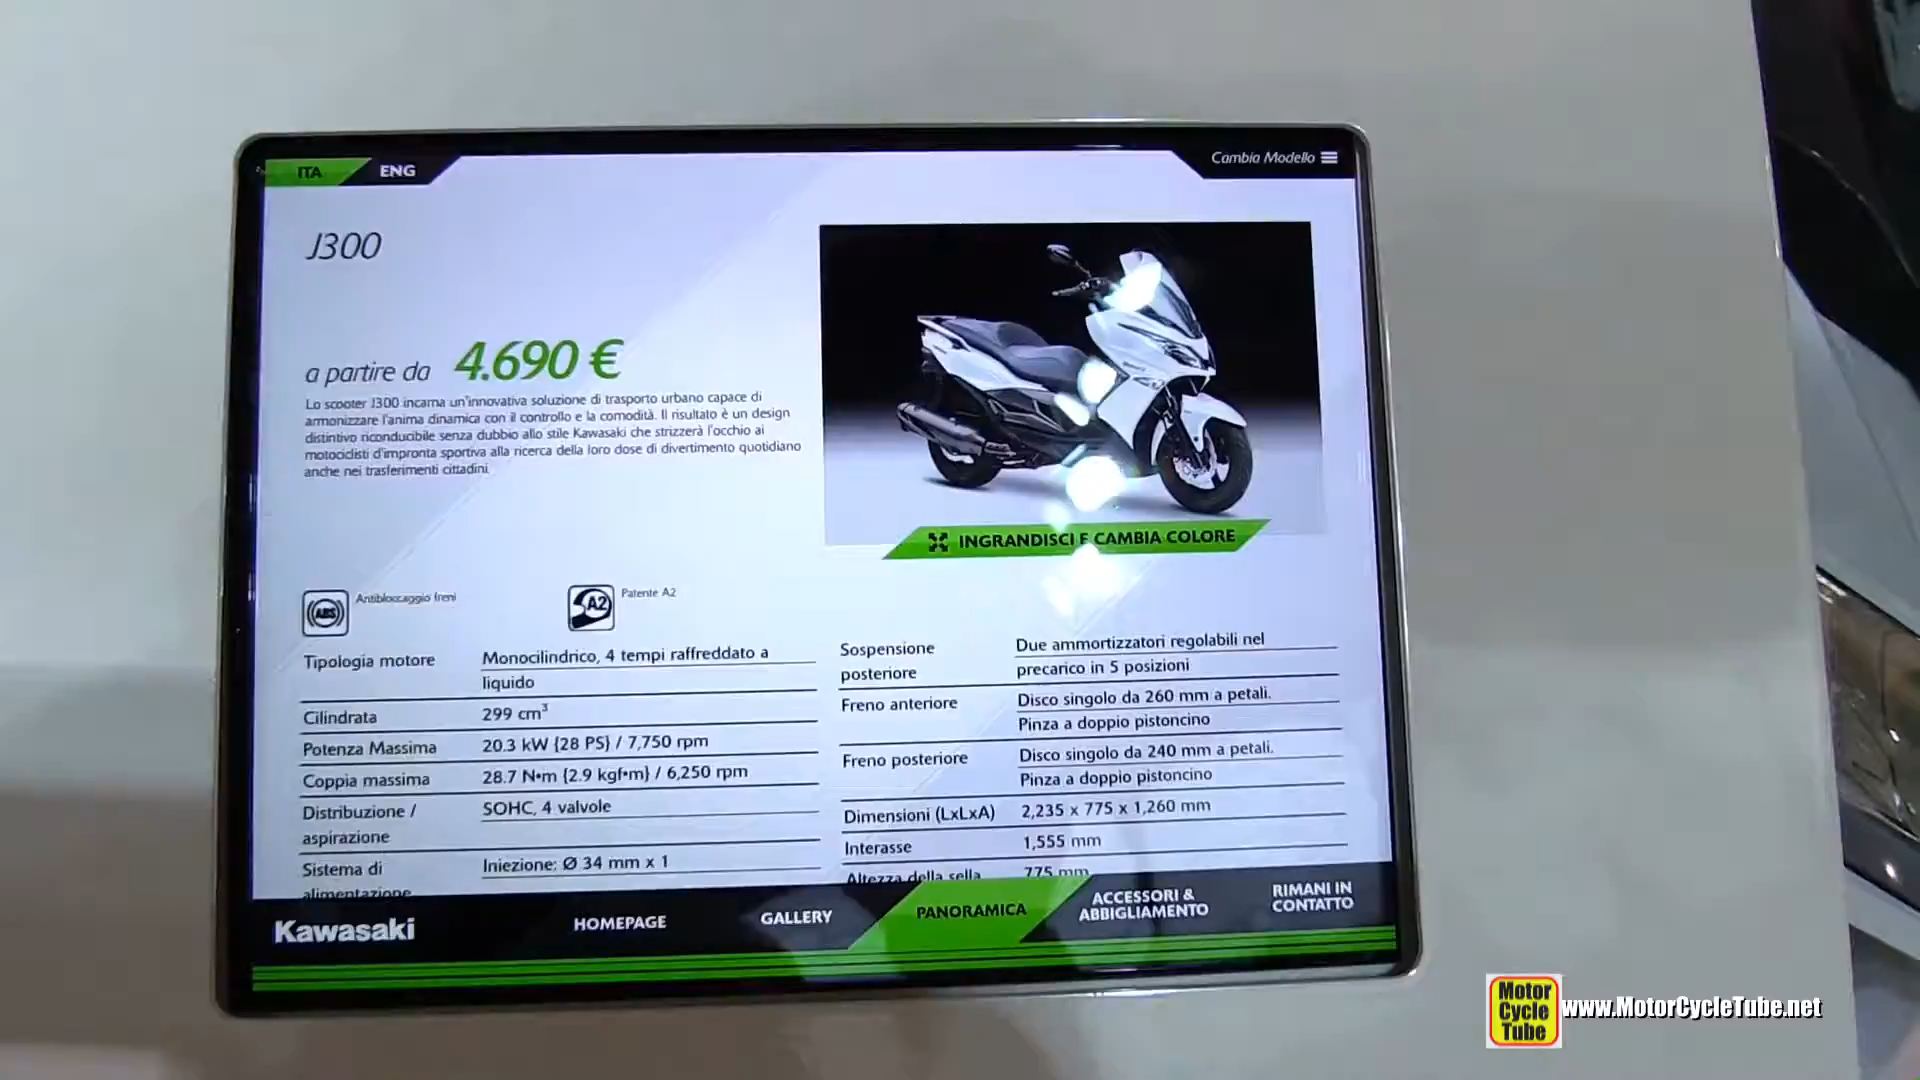 ITA
ENG
Cambia Modello
J300
a partire da 4.690 €
Lo scooter J300 incarna un'innovativa soluzione di trasporto urbano capace di
armonizzare l'anima dinamica con il controllo e la comodità. Il risultato è un design
distintivo riconducibile senza dubbio allo stile Kawasaki che strizzerà l'occhio ai
motociclisti d'impronta sportiva alla ricerca della loro dose di divertimento quotidiano
anche nei trasferimenti cittadini.
INGRANDISCI E CAMBIA COLORE
ABS
Antibloccaggio freni
A2
Patente A2
Tipologia motore
Monocilindrico, 4 tempi raffreddato a
liquido
Cilindrata
299 cm³
Potenza Massima
20.3 kW {28 PS} / 7,750 rpm
Coppia massima
28.7 N•m {2.9 kgf•m} / 6,250 rpm
Distribuzione /
aspirazione
SOHC, 4 valvole
Sistema di
alimentazione
Iniezione: Ø 34 mm x 1
Sospensione
posteriore
Due ammortizzatori regolabili nel
precarico in 5 posizioni
Freno anteriore
Disco singolo da 260 mm a petali.
Pinza a doppio pistoncino
Freno posteriore
Disco singolo da 240 mm a petali.
Pinza a doppio pistoncino
Dimensioni (LxLxA)
2,235 x 775 x 1,260 mm
Interasse
1,555 mm
Altezza della sella
775 mm
Kawasaki
HOMEPAGE
GALLERY
PANORAMICA
ACCESSORI &
ABBIGLIAMENTO
RIMANI IN
CONTATTO
Motor
Cycle
Tube
www.MotorCycleTube.net